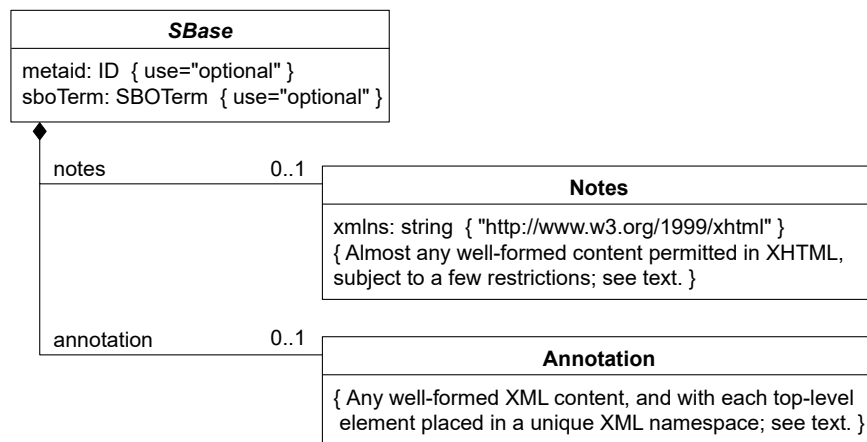 SBase
metaid: ID { use="optional" }
sboTerm: SBOTerm { use="optional" }
notes
0..1
Notes
xmlns: string { "http://www.w3.org/1999/xhtml" }
{ Almost any well-formed content permitted in XHTML,
subject to a few restrictions; see text. }
annotation
0..1
Annotation
{ Any well-formed XML content, and with each top-level
element placed in a unique XML namespace; see text. }